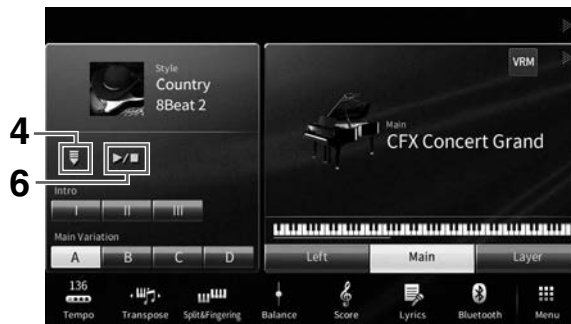 Style
Country
8Beat 2
4
6
Intro
I II III
Main Variation
A B C D
VRM
Main
CFX Concert Grand
Left Main Layer
136
Tempo Transpose Split&Fingering Balance Score Lyrics Bluetooth Menu